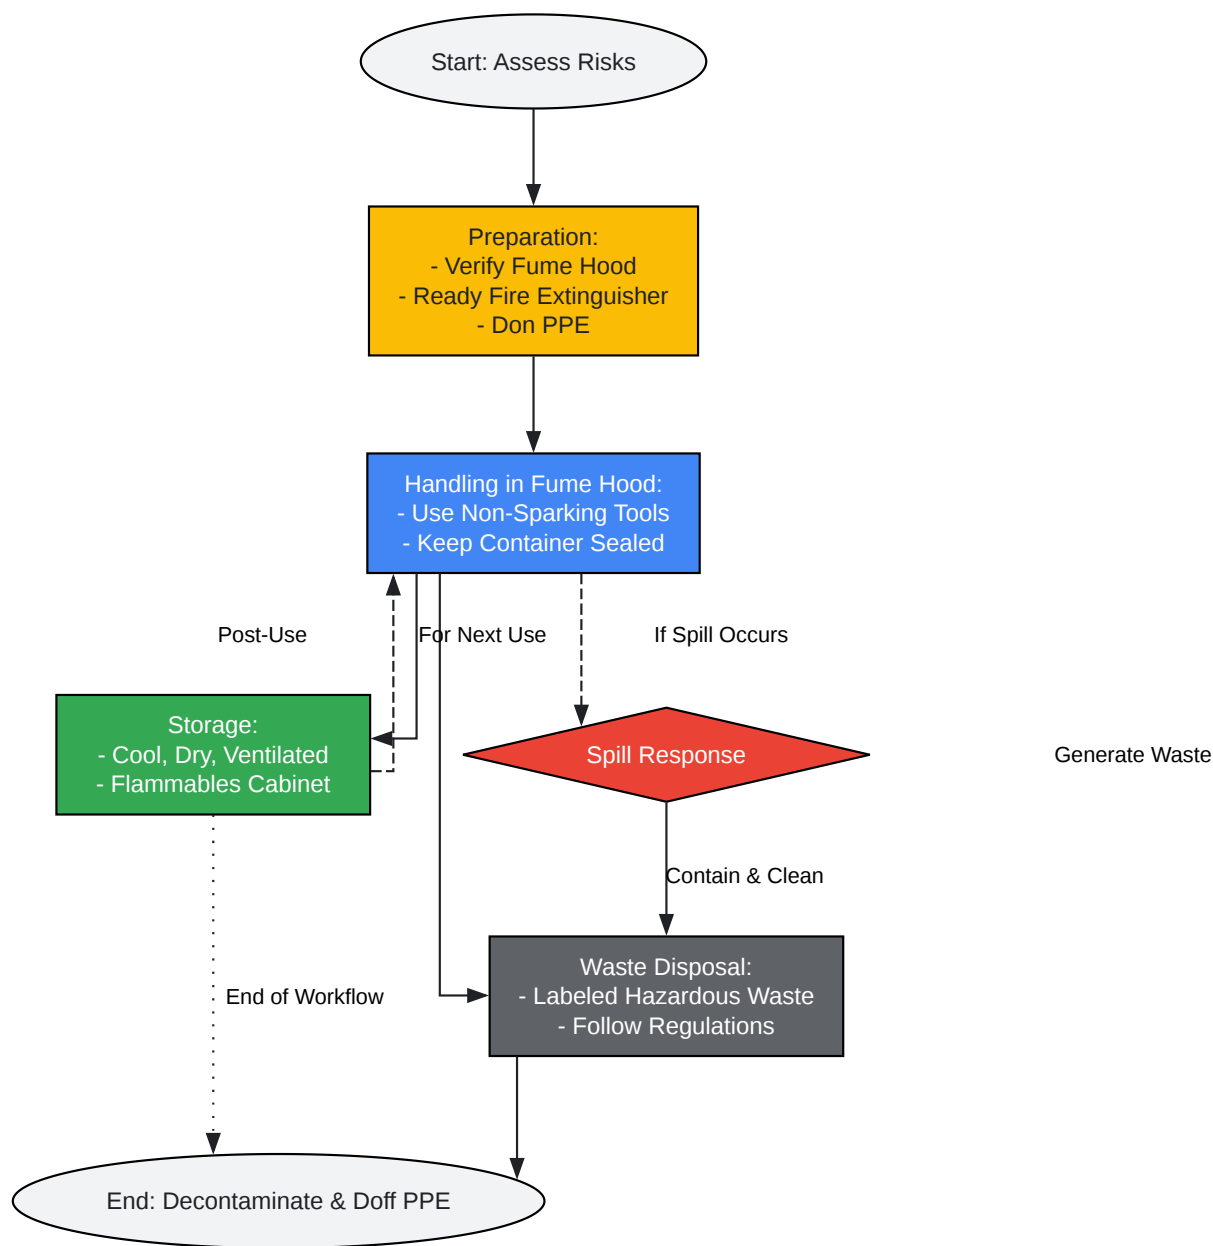 Start: Assess Risks
Preparation:
- Verify Fume Hood
- Ready Fire Extinguisher
- Don PPE
Handling in Fume Hood:
- Use Non-Sparking Tools
- Keep Container Sealed
Post-Use
For Next Use
If Spill Occurs
Storage:
- Cool, Dry, Ventilated
- Flammables Cabinet
Spill Response
Generate Waste
Contain & Clean
Waste Disposal:
- Labeled Hazardous Waste
- Follow Regulations
End of Workflow
End: Decontaminate & Doff PPE